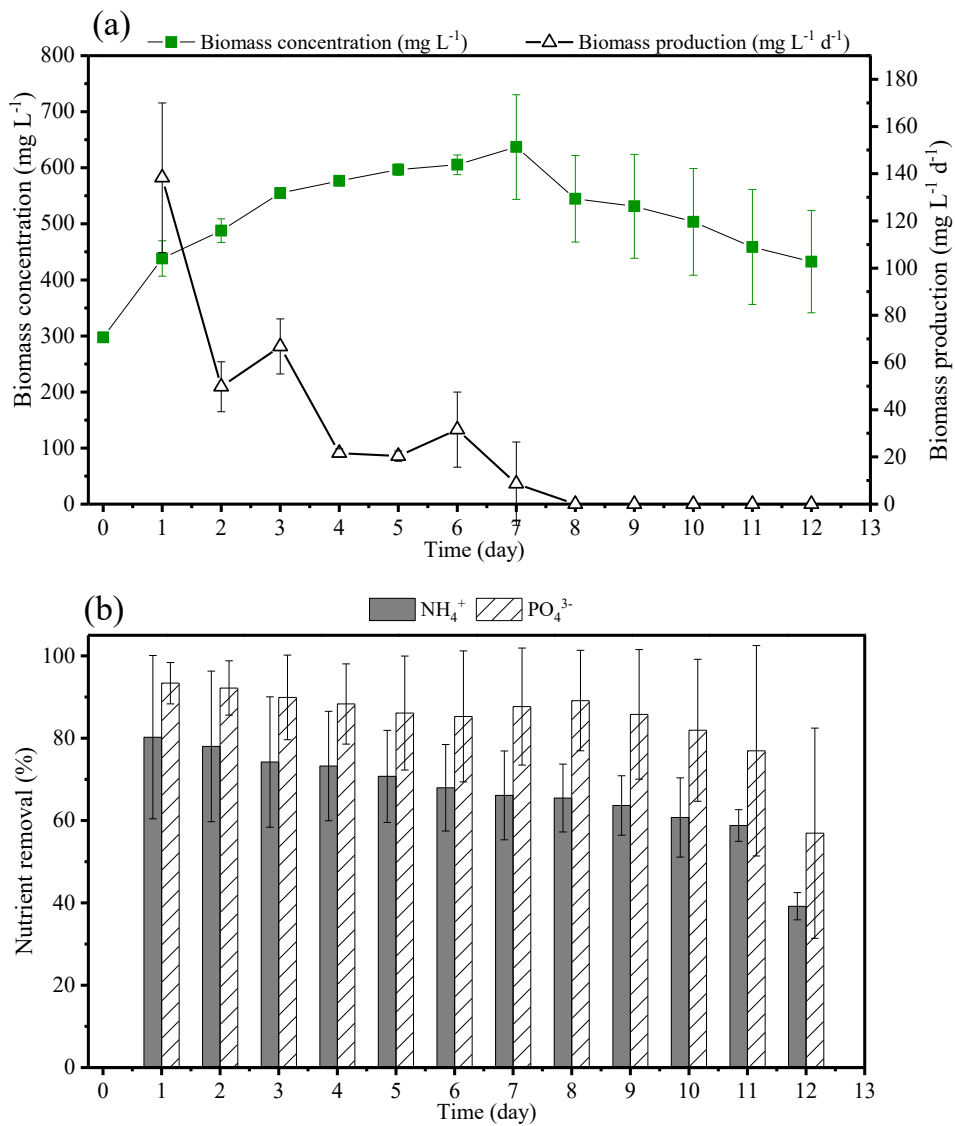 (a)
Biomass concentration (mg L⁻¹) Biomass production (mg L⁻¹ d⁻¹)
Biomass concentration (mg L⁻¹)
800
700
600
500
400
300
200
100
0
180
160
140
120
100
80
60
40
20
0
Biomass production (mg L⁻¹ d⁻¹)
0 1 2 3 4 5 6 7 8 9 10 11 12 13
Time (day)
(b)
NH₄⁺ PO₄³⁻
Nutrient removal (%)
100
80
60
40
20
0
0 1 2 3 4 5 6 7 8 9 10 11 12 13
Time (day)